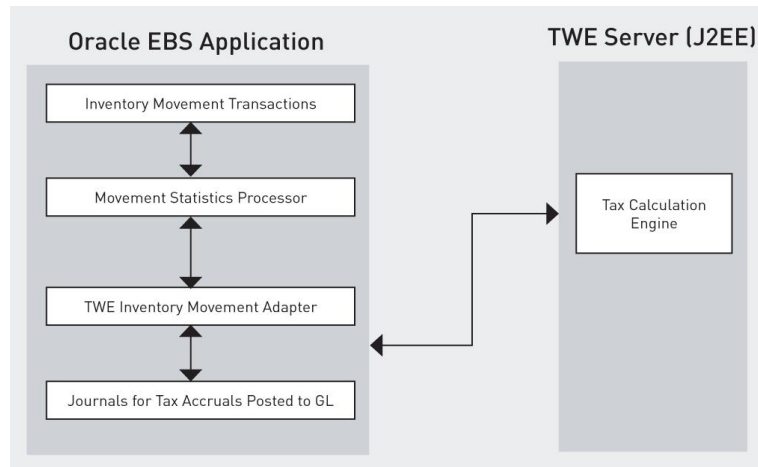 Oracle EBS Application
Inventory Movement Transactions
Movement Statistics Processor
TWE Inventory Movement Adapter
Journals for Tax Accruals Posted to GL
TWE Server (J2EE)
Tax Calculation
Engine